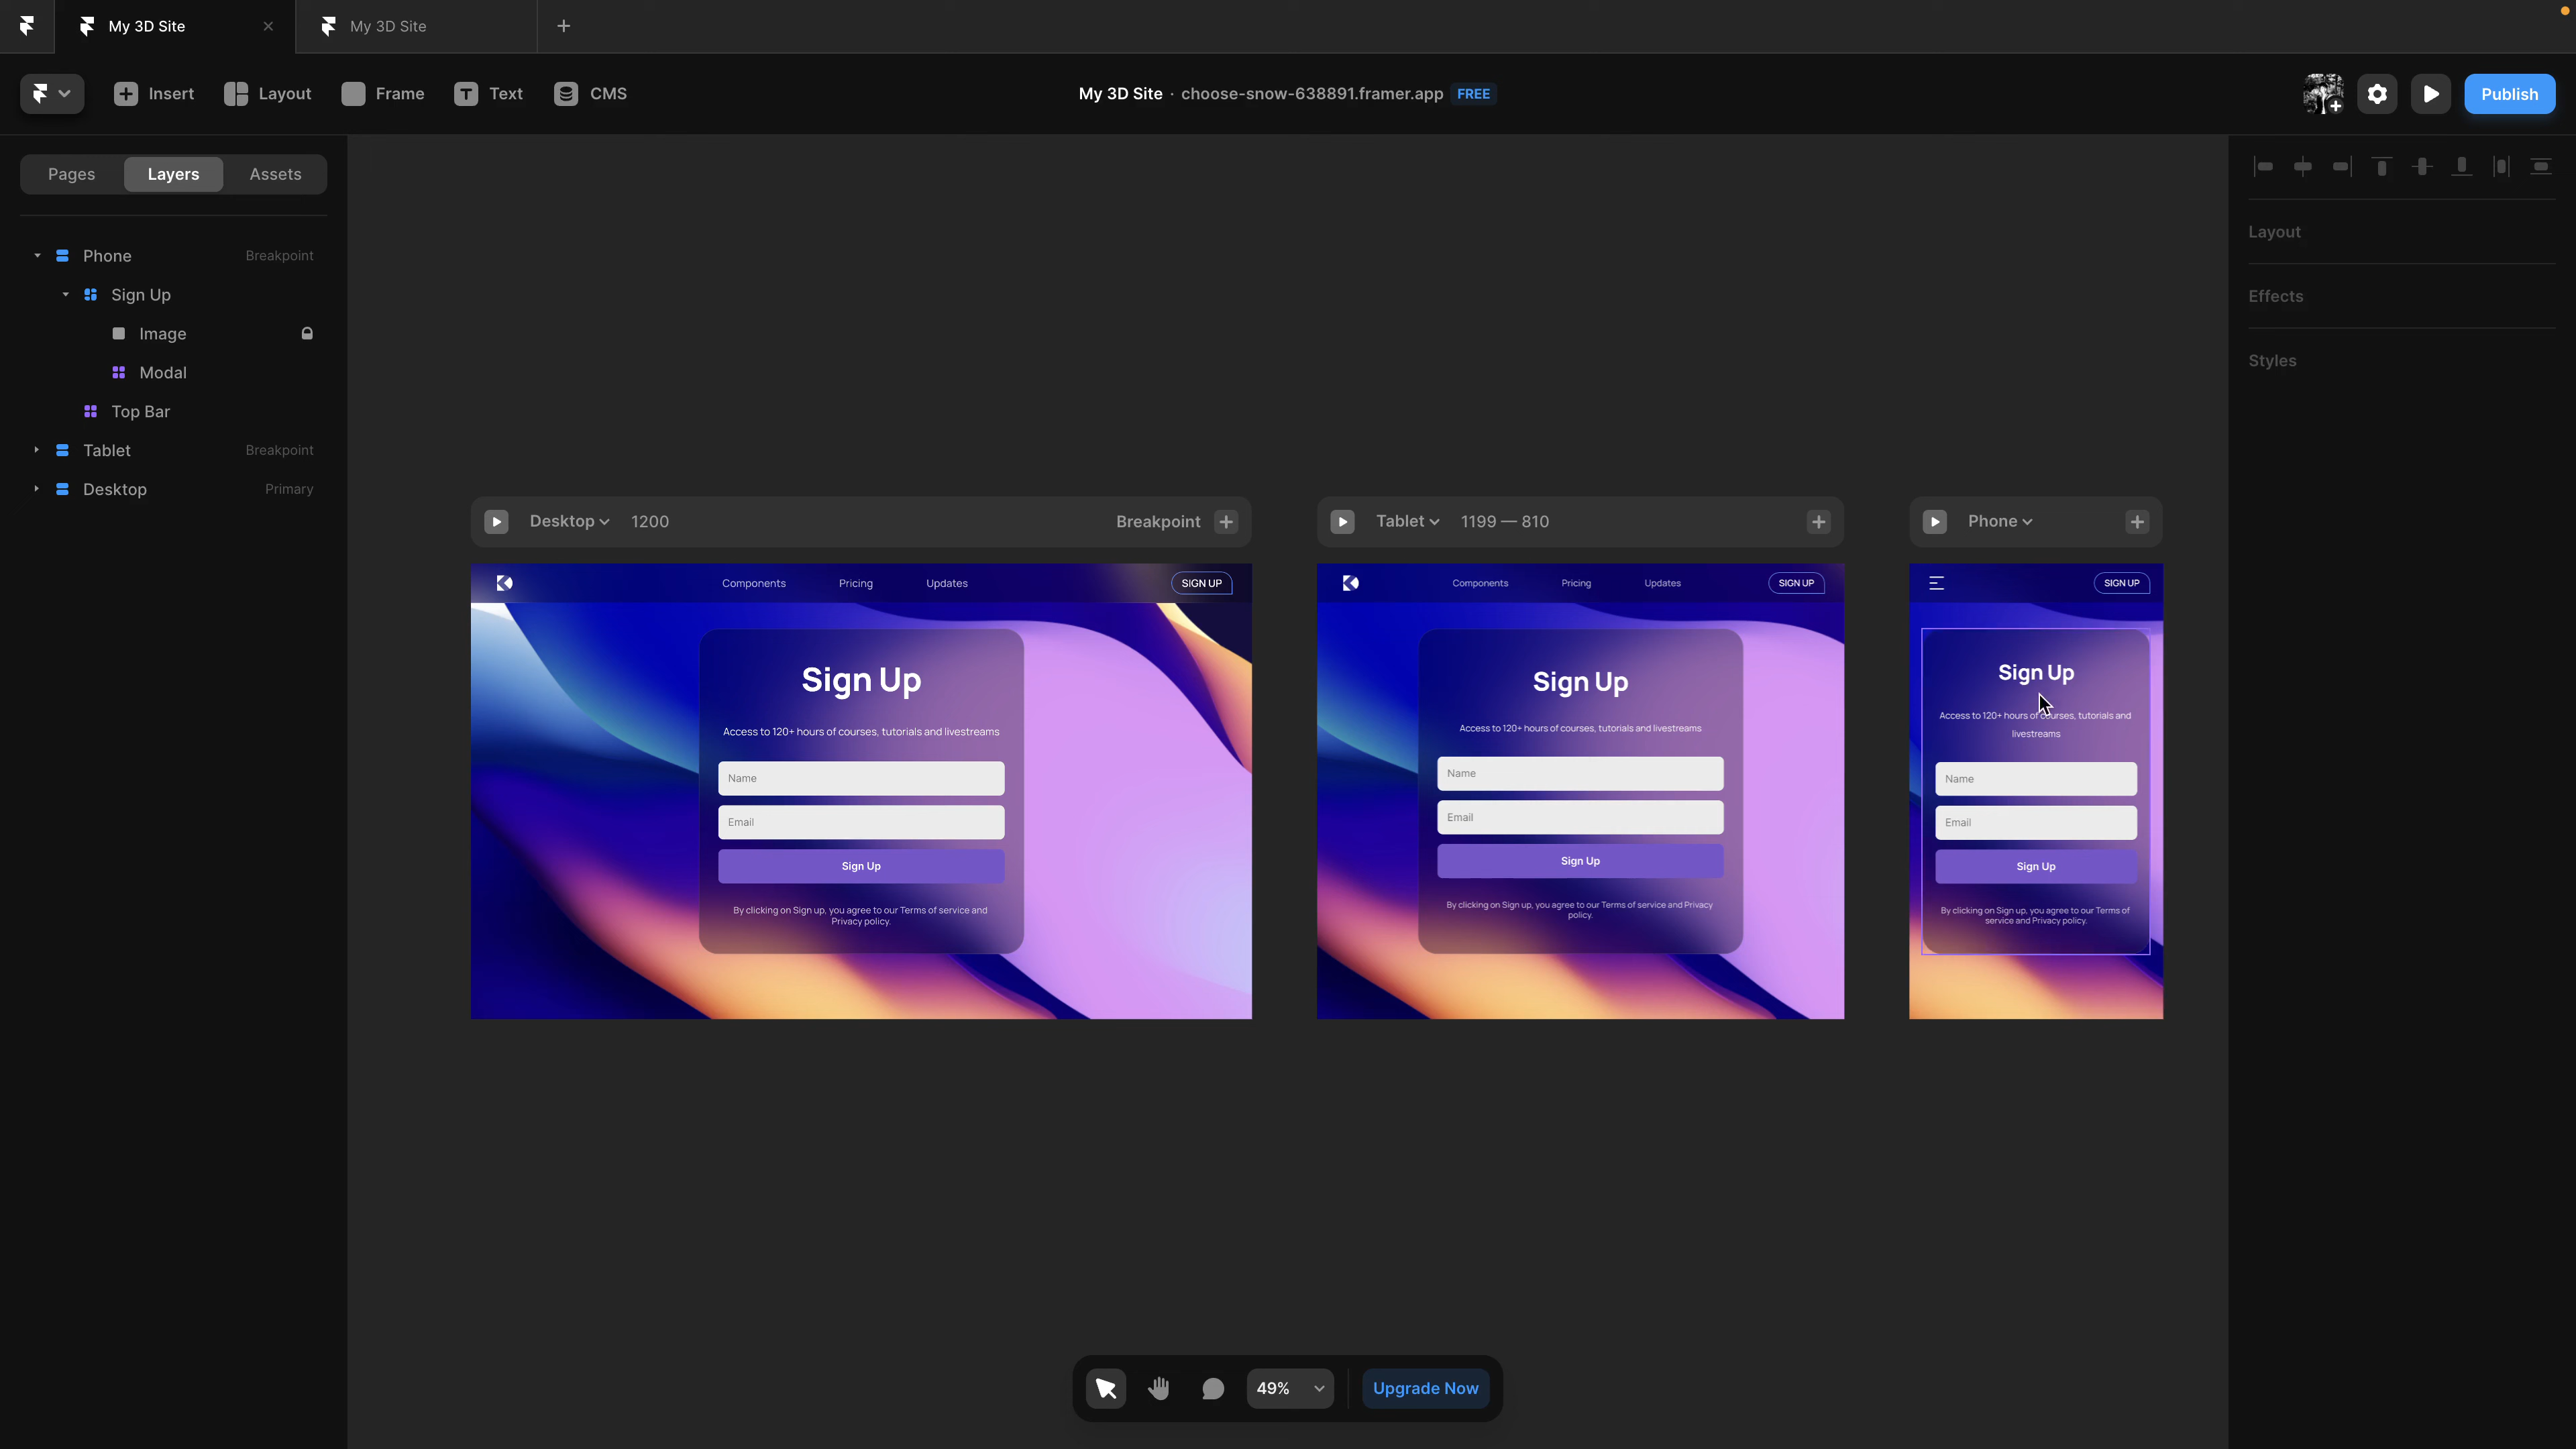 My 3D Site
My 3D Site
Insert
Layout
Frame
Text
CMS
My 3D Site · choose-snow-638891.framer.app FREE
Publish
Pages
Layers
Assets
Phone
Breakpoint
Sign Up
Image
Modal
Top Bar
Tablet
Breakpoint
Desktop
Primary
Desktop
1200
Breakpoint
Components
Pricing
Updates
SIGN UP
Sign Up
Access to 120+ hours of courses, tutorials and livestreams
Name
Email
Sign Up
By clicking on Sign up, you agree to our Terms of service and
Privacy policy.
Tablet
1199 — 810
Components
Pricing
Updates
SIGN UP
Sign Up
Access to 120+ hours of courses, tutorials and livestreams
Name
Email
Sign Up
By clicking on Sign up, you agree to our Terms of service and Privacy
policy.
Phone
SIGN UP
Sign Up
Access to 120+ hours of courses, tutorials and
livestreams
Name
Email
Sign Up
By clicking on Sign up, you agree to our Terms of
service and Privacy policy.
Layout
Effects
Styles
49%
Upgrade Now